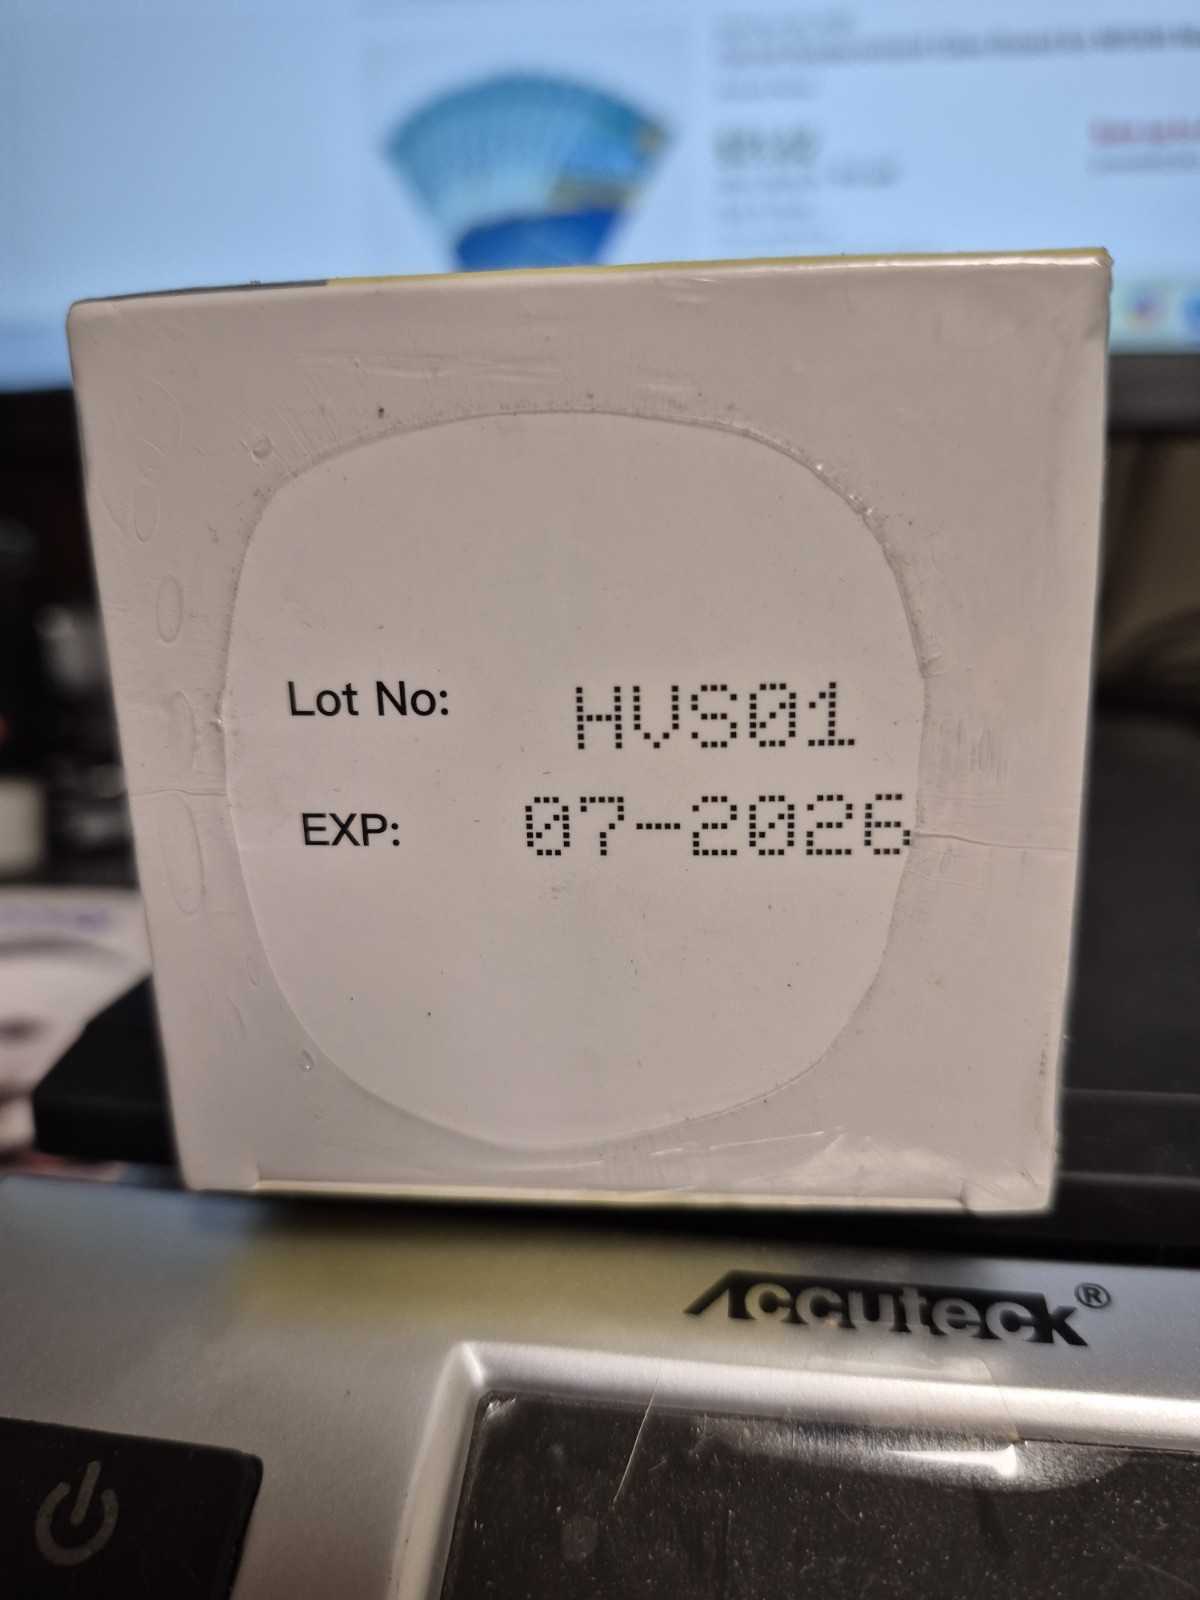 Lot No: HVS01
EXP: 07-2026
Accuteck®